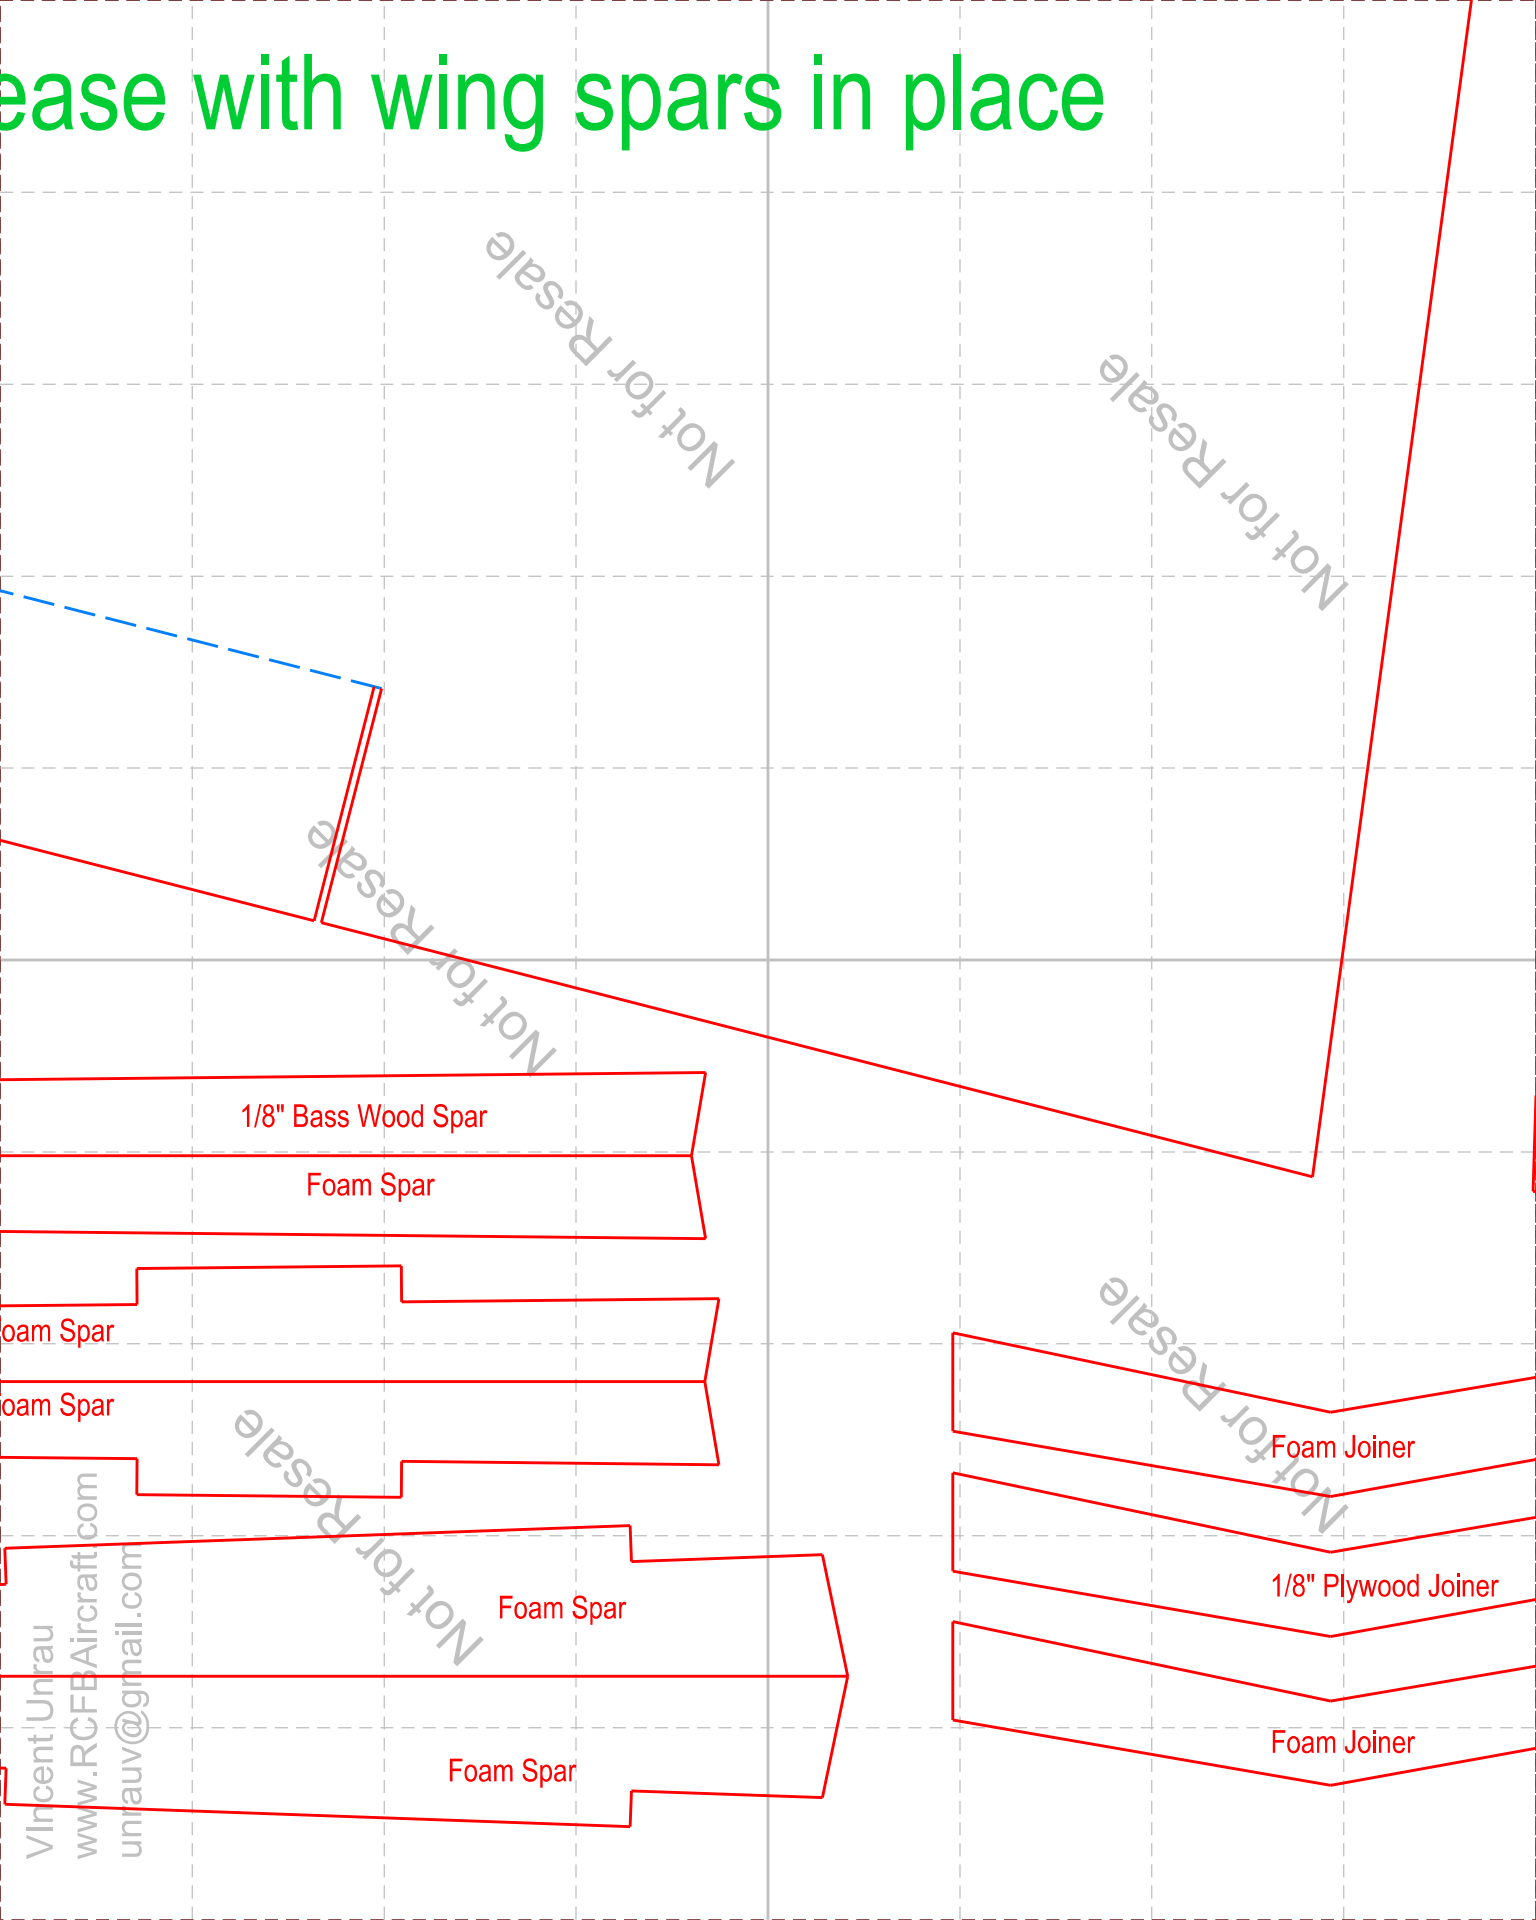 ease with wing spars in place
Not for Resale
Not for Resale
Not for Resale
1/8" Bass Wood Spar
Foam Spar
oam Spar
oam Spar
Not for Resale
Not for Resale
Foam Joiner
1/8" Plywood Joiner
Foam Joiner
Foam Spar
Foam Spar
VIncent Unrau
www.RCFBAircraft.com
unrauv@gmail.com